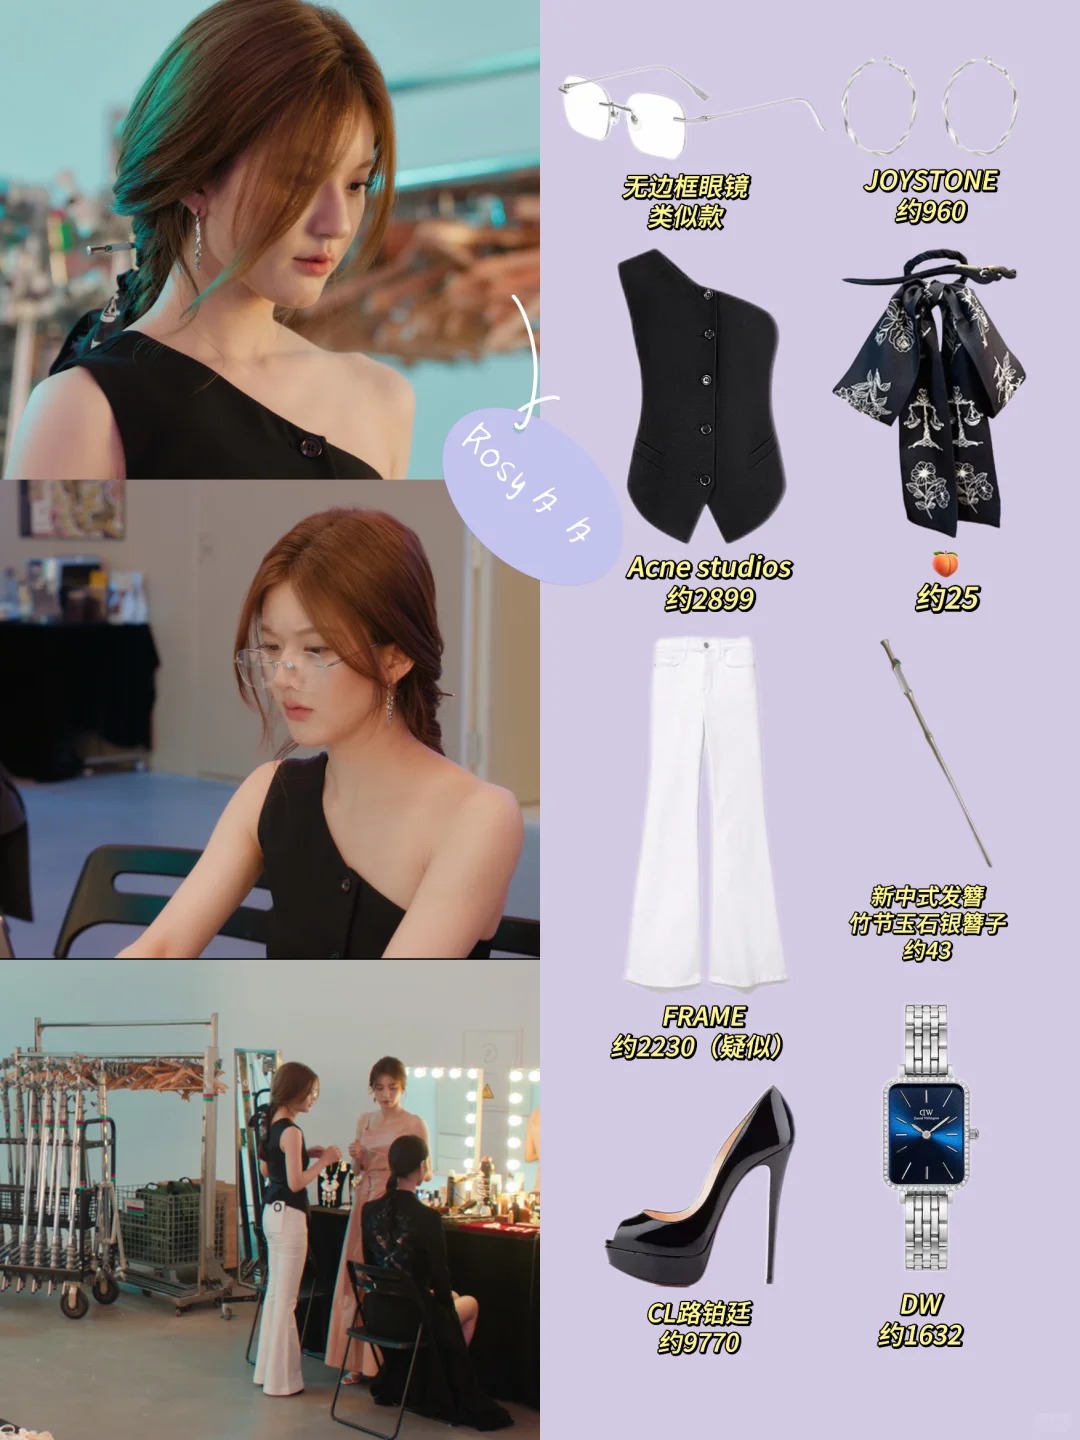 无边框眼镜
类似款
JOYSTONE
约960
Rosy
Acne studios
约2899
🍑
约25
FRAME
约2230（疑似）
新中式发簪
竹节玉石银簪子
约43
DW
Daniel Wellington
CL路铂廷
约9770
DW
约1632